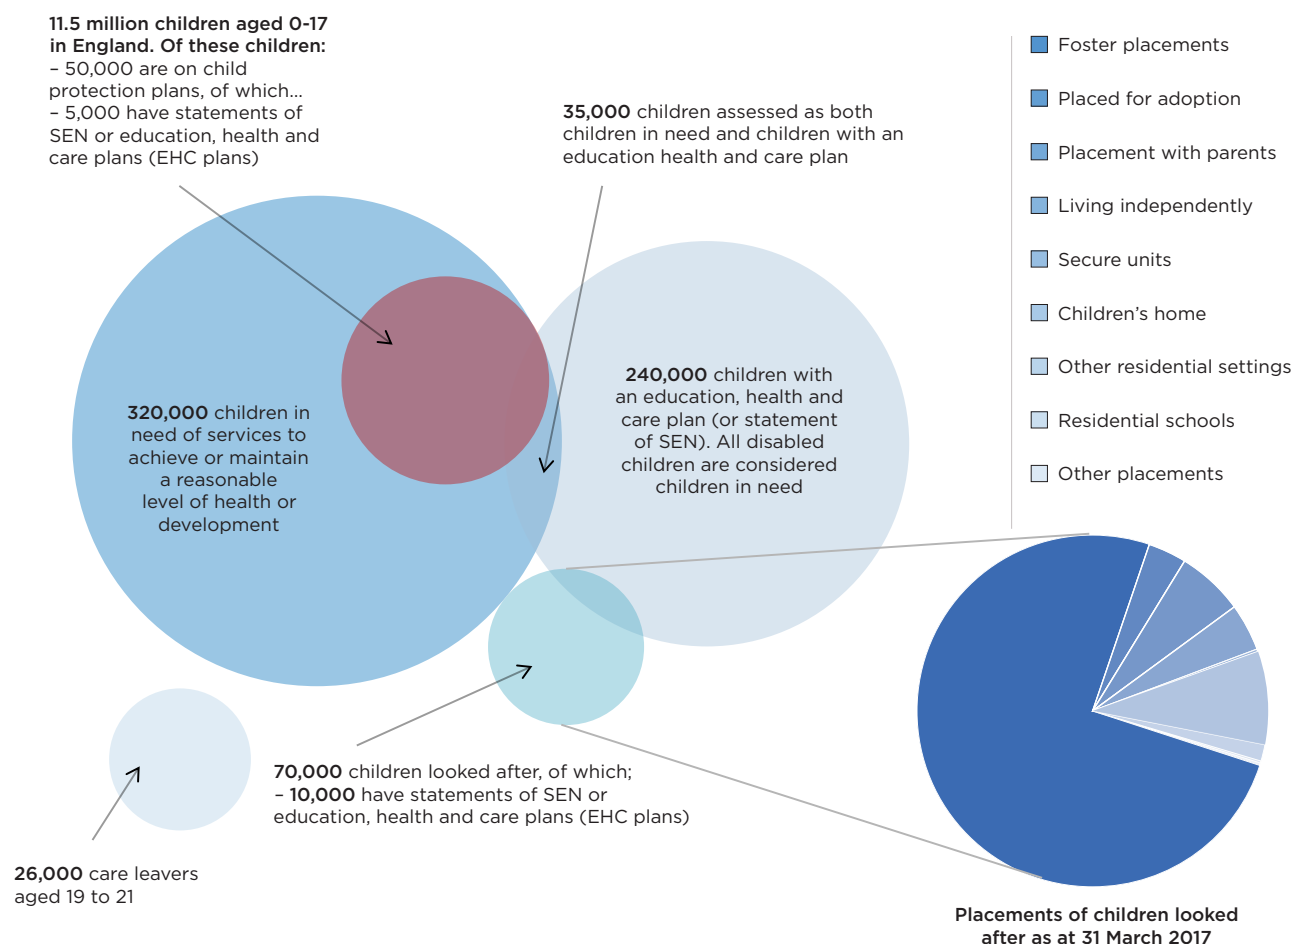 11.5 million children aged 0-17
in England. Of these children:
– 50,000 are on child
protection plans, of which...
– 5,000 have statements of
SEN or education, health and
care plans (EHC plans)
35,000 children assessed as both
children in need and children with an
education health and care plan
320,000 children in
need of services to
achieve or maintain
a reasonable
level of health or
development
240,000 children with
an education, health and
care plan (or statement
of SEN). All disabled
children are considered
children in need
70,000 children looked after, of which;
– 10,000 have statements of SEN or
education, health and care plans (EHC plans)
26,000 care leavers
aged 19 to 21
Foster placements
Placed for adoption
Placement with parents
Living independently
Secure units
Children’s home
Other residential settings
Residential schools
Other placements
Placements of children looked
after as at 31 March 2017